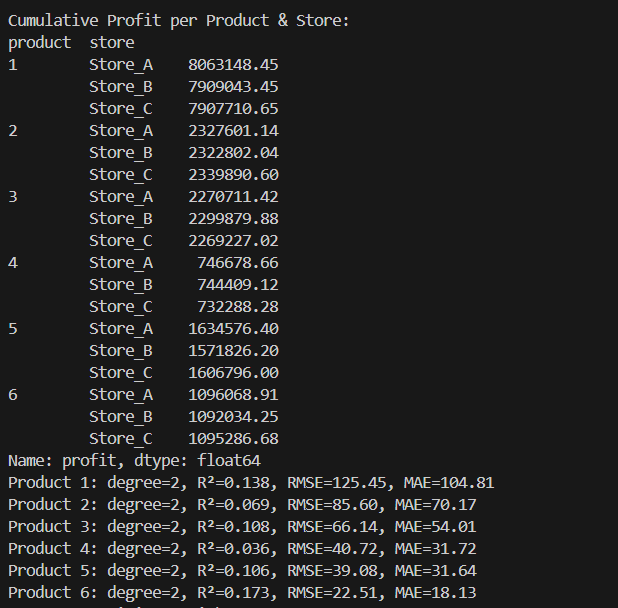 Cumulative Profit per Product & Store:
product  store
1        Store_A    8063148.45
         Store_B    7909043.45
         Store_C    7907710.65
2        Store_A    2327601.14
         Store_B    2322802.04
         Store_C    2339890.60
3        Store_A    2270711.42
         Store_B    2299879.88
         Store_C    2269227.02
4        Store_A     746678.66
         Store_B     744409.12
         Store_C     732288.28
5        Store_A    1634576.40
         Store_B    1571826.20
         Store_C    1606796.00
6        Store_A    1096068.91
         Store_B    1092034.25
         Store_C    1095286.68
Name: profit, dtype: float64
Product 1: degree=2, R²=0.138, RMSE=125.45, MAE=104.81
Product 2: degree=2, R²=0.069, RMSE=85.60, MAE=70.17
Product 3: degree=2, R²=0.108, RMSE=66.14, MAE=54.01
Product 4: degree=2, R²=0.036, RMSE=40.72, MAE=31.72
Product 5: degree=2, R²=0.106, RMSE=39.08, MAE=31.64
Product 6: degree=2, R²=0.173, RMSE=22.51, MAE=18.13